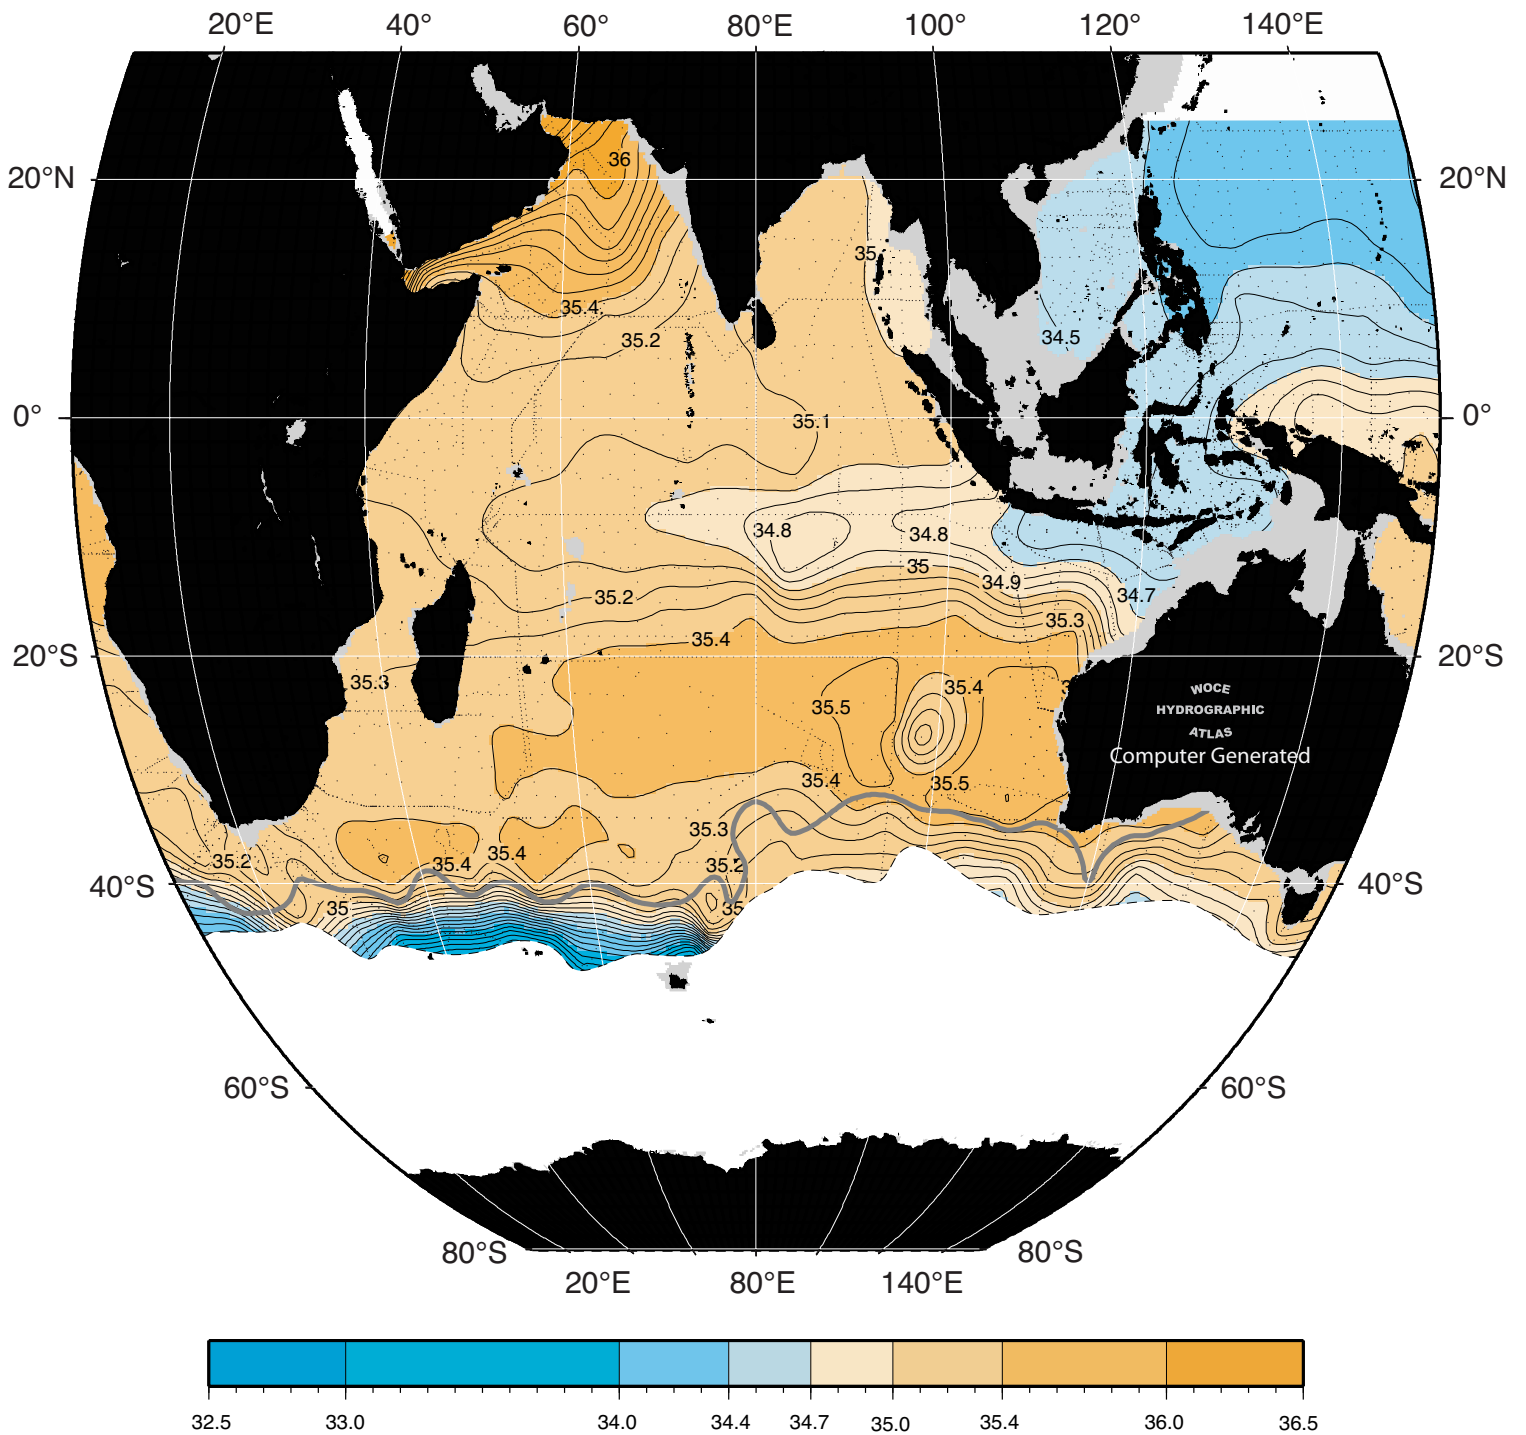 20°E 40° 60° 80°E 100° 120° 140°E
36
20°N 20°N
35
35.4
35.2 34.5
0° 35.1 0°
34.8 34.8
35
34.9
35.2 34.7
35.3
35.4
20°S 20°S
35.3 35.4
WOCE
35.5 HYDROGRAPHIC
ATLAS
Computer Generated
35.4 35.5
35.3
35.2 35.4 35.4 35.2
40°S 40°S
35 35
60°S 60°S
80°S 80°S
20°E 80°E 140°E
32.5 33.0 34.0 34.4 34.7 35.0 35.4 36.0 36.5